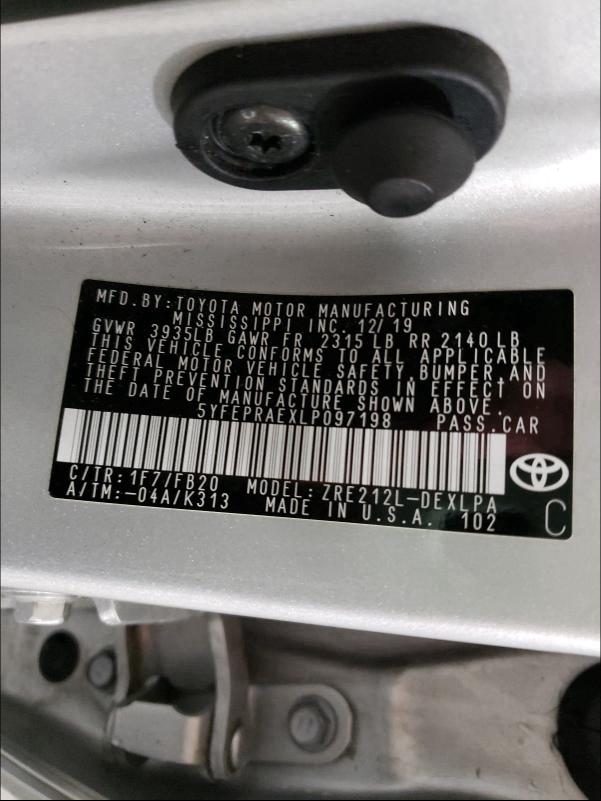 MFD. BY: TOYOTA MOTOR MANUFACTURING
MISSISSIPPI INC. 12/19
GVWR 3935LB GAWR FR 2315 LB RR 2140 LB
THIS VEHICLE CONFORMS TO ALL APPLICABLE
FEDERAL MOTOR VEHICLE SAFETY, BUMPER, AND
THEFT PREVENTION STANDARDS IN EFFECT ON
THE DATE OF MANUFACTURE SHOWN ABOVE.
5YFEPRAEXLP097198 PASS. CAR
C/TR: 1F7/FB20 MODEL: ZRE212L-DEXLPA
A/TM: -04A/K313 MADE IN U.S.A. 102
C